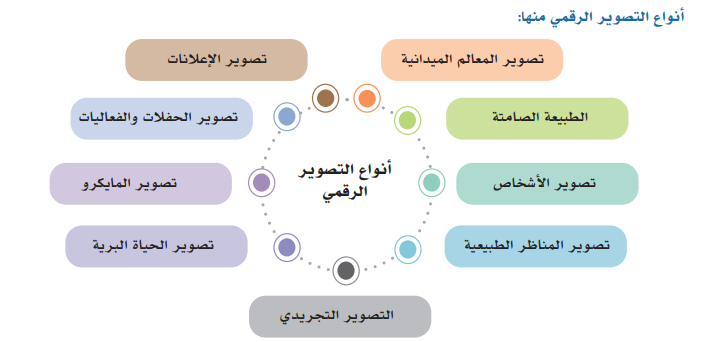 أنواع التصوير الرقمي منها:
تصوير المعالم الميدانية
تصوير الإعلانات
الطبيعة الصامتة
تصوير الحفلات والفعاليات
أنواع التصوير
الرقمي
تصوير الأشخاص
تصوير المايكرو
تصوير المناظر الطبيعية
تصوير الحياة البرية
التصوير التجريدي